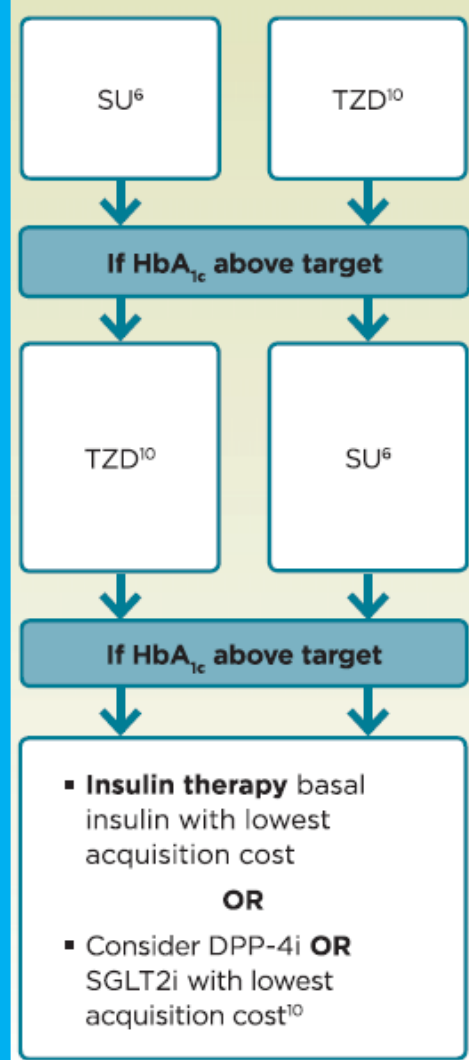 SU⁶
TZD¹⁰
If HbA₁c above target
TZD¹⁰
SU⁶
If HbA₁c above target
▪ Insulin therapy basal
insulin with lowest
acquisition cost
OR
▪ Consider DPP-4i OR
SGLT2i with lowest
acquisition cost¹⁰